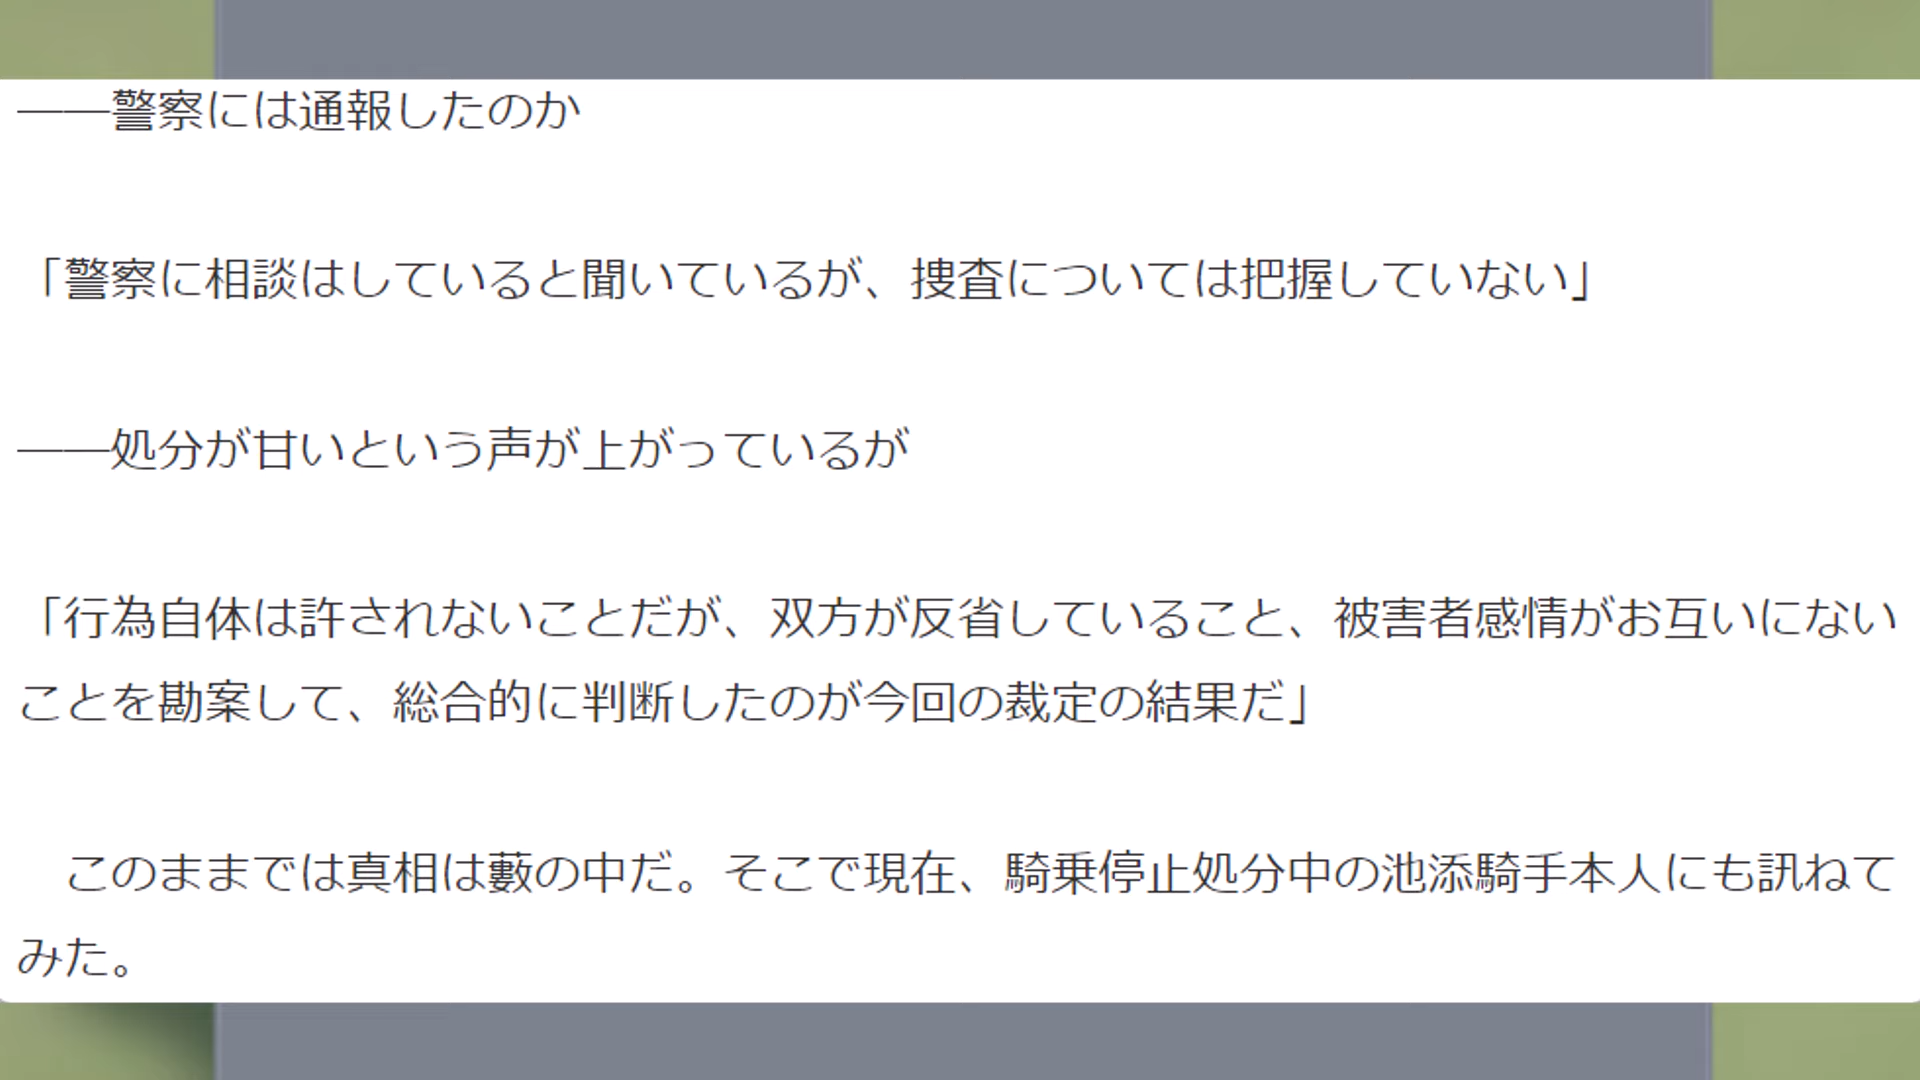 ――警察には通報したのか
「警察に相談はしていると聞いているが、捜査については把握していない」
――処分が甘いという声が上がっているが
「行為自体は許されないことだが、双方が反省していること、被害者感情がお互いにない
ことを勘案して、総合的に判断したのが今回の裁定の結果だ」
　このままでは真相は藪の中だ。そこで現在、騎乗停止処分中の池添騎手本人にも訊ねて
みた。